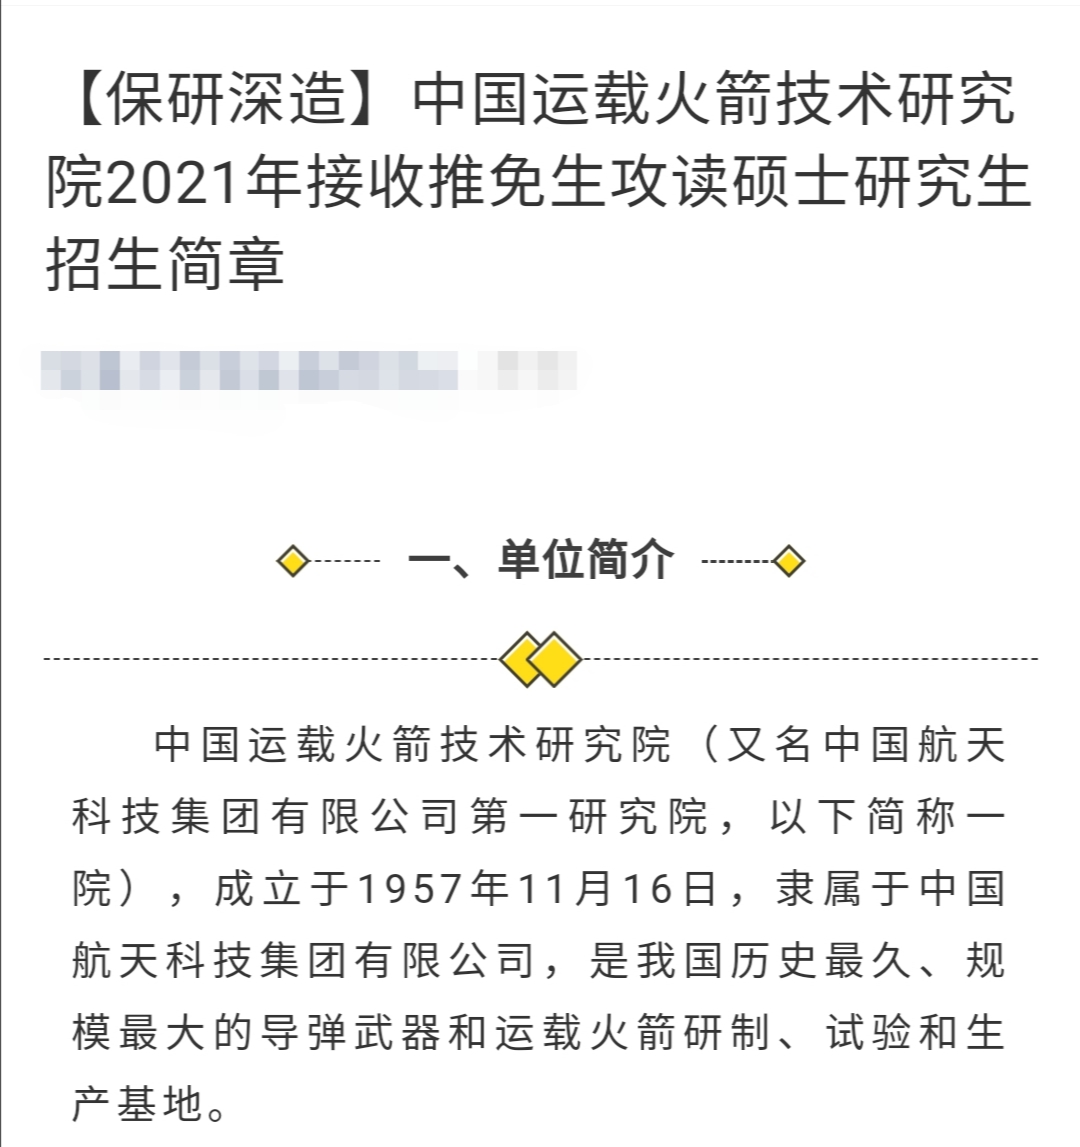 【保研深造】中国运载火箭技术研究
院2021年接收推免生攻读硕士研究生
招生简章
一、单位简介
中国运载火箭技术研究院（又名中国航天
科技集团有限公司第一研究院，以下简称一
院），成立于1957年11月16日，隶属于中国
航天科技集团有限公司，是我国历史最久、规
模最大的导弹武器和运载火箭研制、试验和生
产基地。